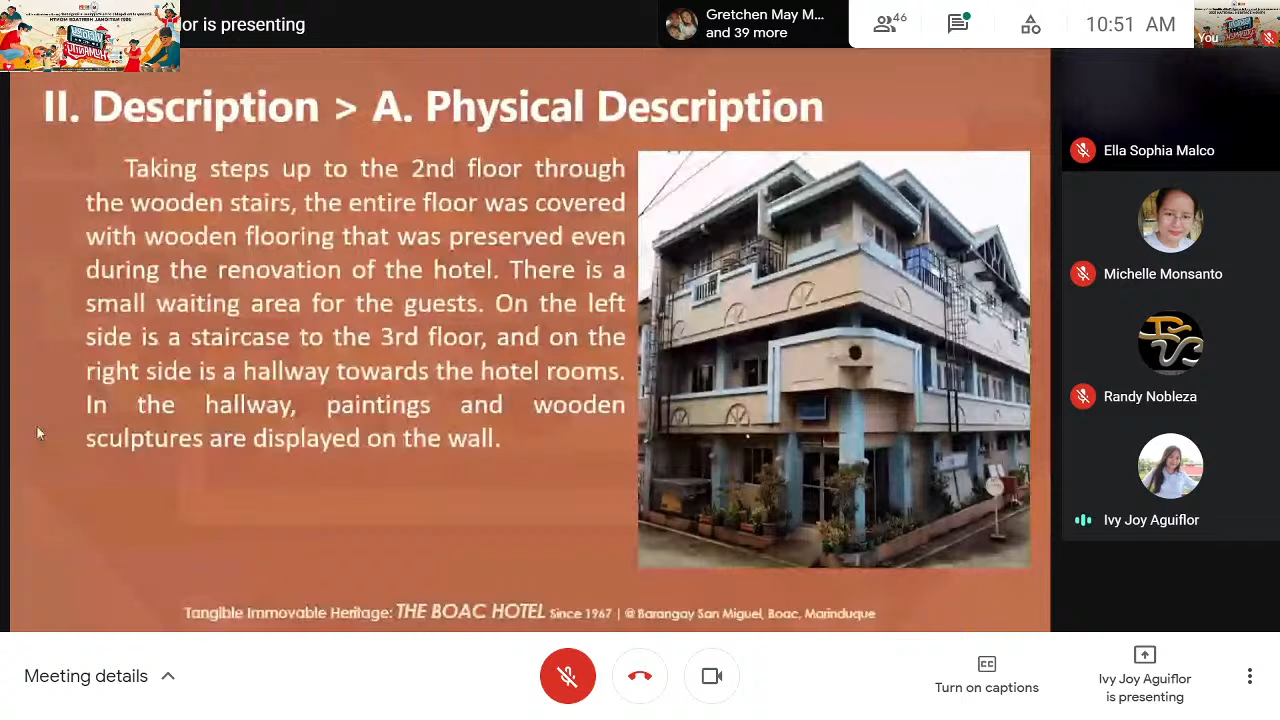 or is presenting
Gretchen May M...
and 39 more
46
10:51 AM
You
II. Description > A. Physical Description
Taking steps up to the 2nd floor through
the wooden stairs, the entire floor was covered
with wooden flooring that was preserved even
during the renovation of the hotel. There is a
small waiting area for the guests. On the left
side is a staircase to the 3rd floor, and on the
right side is a hallway towards the hotel rooms.
In the hallway, paintings and wooden
sculptures are displayed on the wall.
Tangible Immovable Heritage: THE BOAC HOTEL Since 1967 | @ Barangay San Miguel, Boac, Marinduque
Ella Sophia Malco
Michelle Monsanto
Randy Nobleza
Ivy Joy Aguiflor
Meeting details
Turn on captions
Ivy Joy Aguiflor
is presenting